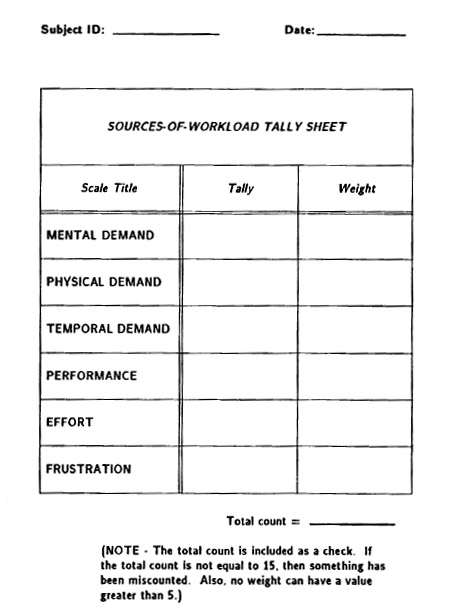 Subject ID: ____________ Date: ____________
SOURCES-OF-WORKLOAD TALLY SHEET
Scale Title Tally Weight
MENTAL DEMAND
PHYSICAL DEMAND
TEMPORAL DEMAND
PERFORMANCE
EFFORT
FRUSTRATION
Total count = ____________
(NOTE - The total count is included as a check. If
the total count is not equal to 15, then something has
been miscounted. Also, no weight can have a value
greater than 5.)